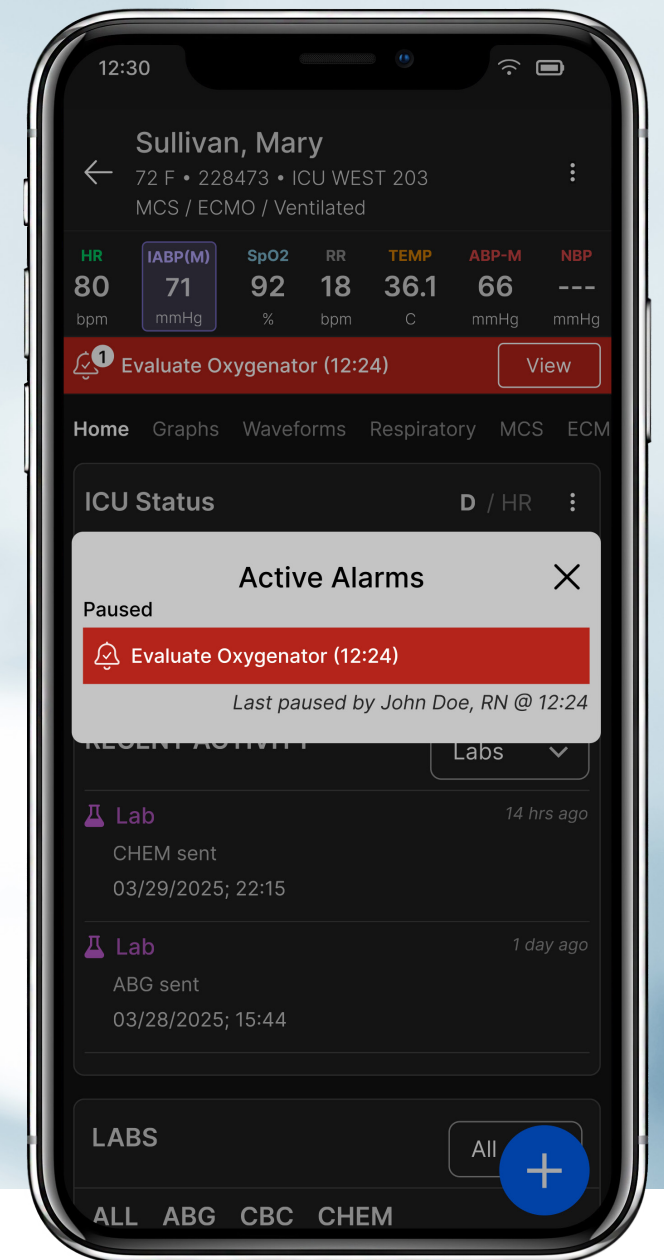 12:30
Sullivan, Mary
72 F • 228473 • ICU WEST 203
MCS / ECMO / Ventilated
HR IABP(M) SpO2 RR TEMP ABP-M NBP
80 71 92 18 36.1 66 ---
bpm mmHg % bpm C mmHg mmHg
1 Evaluate Oxygenator (12:24) View
Home Graphs Waveforms Respiratory MCS ECM
ICU Status D / HR
Active Alarms
Paused
Evaluate Oxygenator (12:24)
Last paused by John Doe, RN @ 12:24
RECENT ACTIVITY Labs
Lab 14 hrs ago
CHEM sent
03/29/2025; 22:15
Lab 1 day ago
ABG sent
03/28/2025; 15:44
LABS All
ALL ABG CBC CHEM